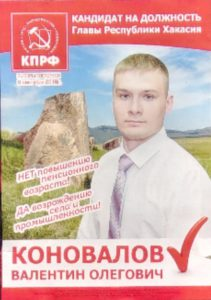 КАНДИДАТ НА ДОЛЖНОСТЬ
Главы Республики Хакасия
КПРФ
НЕТ повышению
пенсионного
возраста!
ДА возрождению
села и
промышленности!
КОНОВАЛОВ
ВАЛЕНТИН ОЛЕГОВИЧ